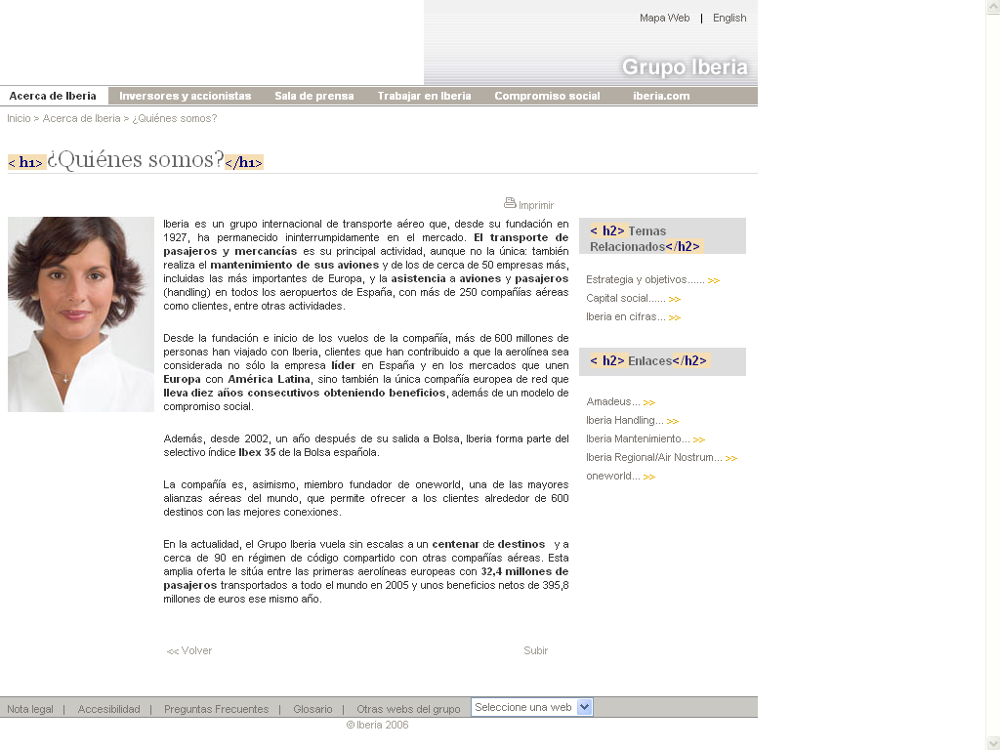 Mapa Web | English
Grupo Iberia
Acerca de Iberia Inversores y accionistas Sala de prensa Trabajar en Iberia Compromiso social iberia.com
Inicio > Acerca de Iberia > ¿Quiénes somos?
< h1>¿Quiénes somos?</h1>
Imprimir
Iberia es un grupo internacional de transporte aéreo que, desde su fundación en
1927, ha permanecido ininterrumpidamente en el mercado. El transporte de
pasajeros y mercancías es su principal actividad, aunque no la única: también
realiza el mantenimiento de sus aviones y de los de cerca de 50 empresas más,
incluidas las más importantes de Europa, y la asistencia a aviones y pasajeros
(handling) en todos los aeropuertos de España, con más de 250 compañías aéreas
como clientes, entre otras actividades.
Desde la fundación e inicio de los vuelos de la compañía, más de 600 millones de
personas han viajado con Iberia, clientes que han contribuido a que la aerolínea sea
considerada no sólo la empresa líder en España y en los mercados que unen
Europa con América Latina, sino también la única compañía europea de red que
lleva diez años consecutivos obteniendo beneficios, además de un modelo de
compromiso social.
Además, desde 2002, un año después de su salida a Bolsa, Iberia forma parte del
selectivo índice Ibex 35 de la Bolsa española.
La compañía es, asimismo, miembro fundador de oneworld, una de las mayores
alianzas aéreas del mundo, que permite ofrecer a los clientes alrededor de 600
destinos con las mejores conexiones.
En la actualidad, el Grupo Iberia vuela sin escalas a un centenar de destinos y a
cerca de 90 en régimen de código compartido con otras compañías aéreas. Esta
amplia oferta le sitúa entre las primeras aerolíneas europeas con 32,4 millones de
pasajeros transportados a todo el mundo en 2005 y unos beneficios netos de 395,8
millones de euros ese mismo año.
< h2> Temas
Relacionados</h2>
Estrategia y objetivos...... >>
Capital social...... >>
Iberia en cifras... >>
< h2> Enlaces</h2>
Amadeus... >>
Iberia Handling... >>
Iberia Mantenimiento... >>
Iberia Regional/Air Nostrum... >>
oneworld... >>
<< Volver Subir
Nota legal | Accesibilidad | Preguntas Frecuentes | Glosario | Otras webs del grupo Seleccione una web
© Iberia 2006